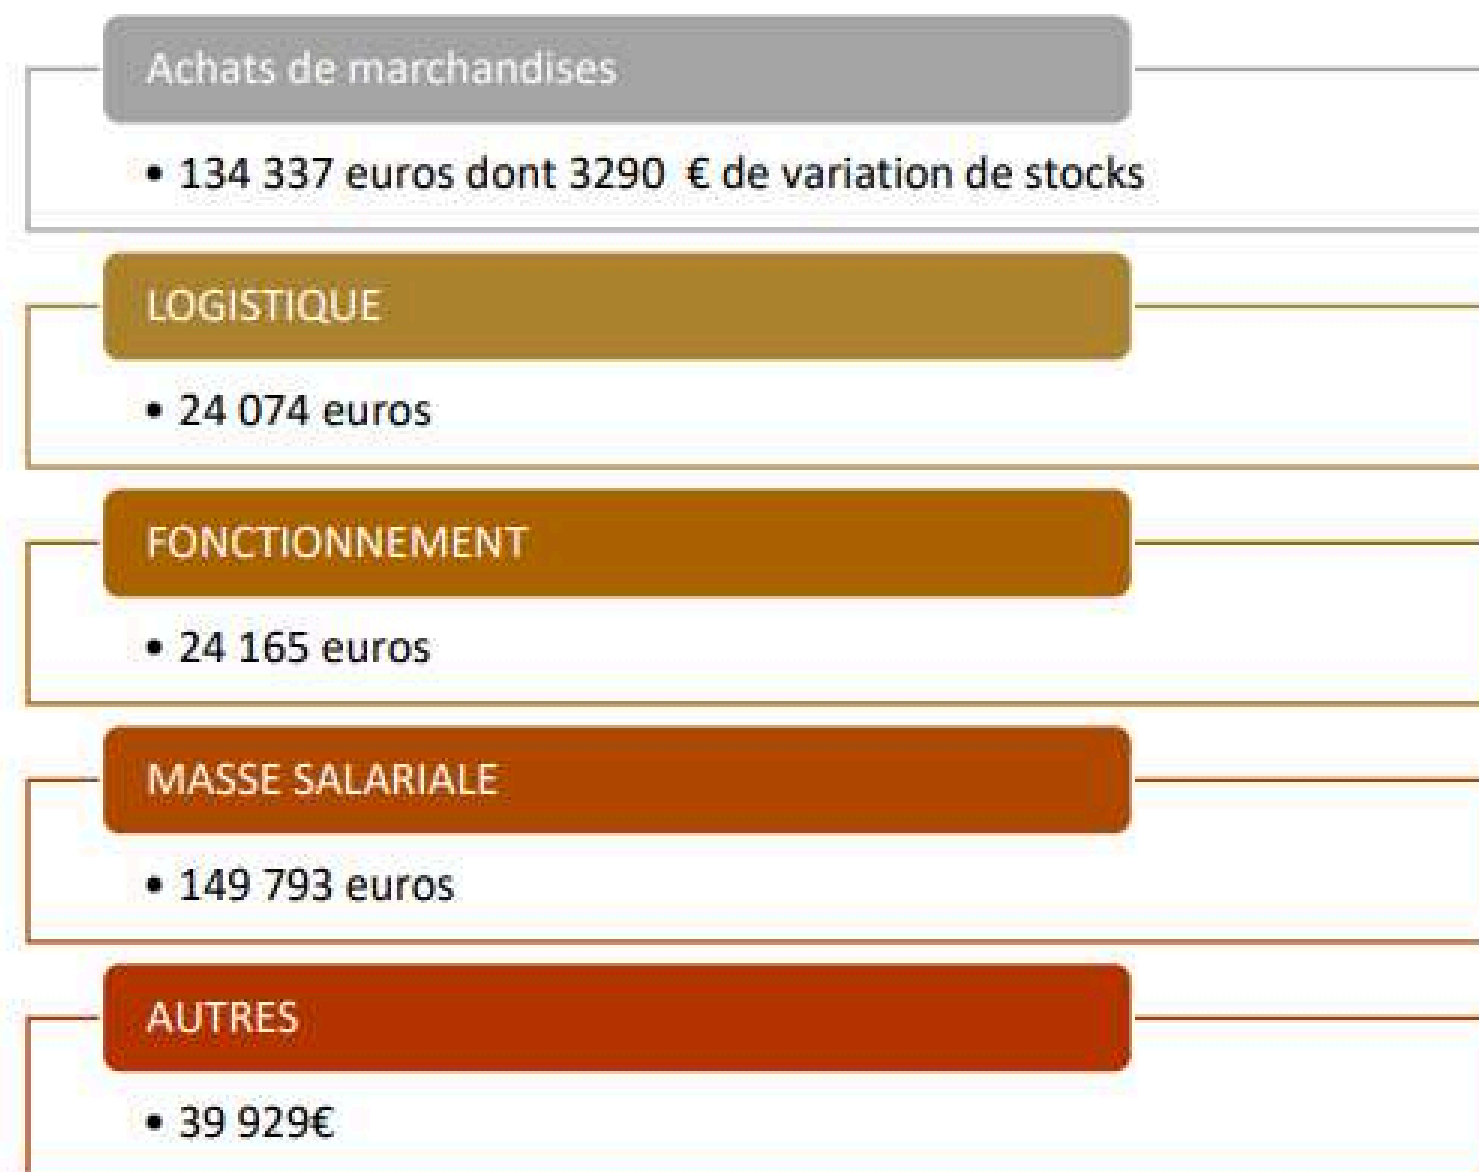 Achats de marchandises
• 134 337 euros dont 3290 € de variation de stocks
LOGISTIQUE
• 24 074 euros
FONCTIONNEMENT
• 24 165 euros
MASSE SALARIALE
• 149 793 euros
AUTRES
• 39 929€